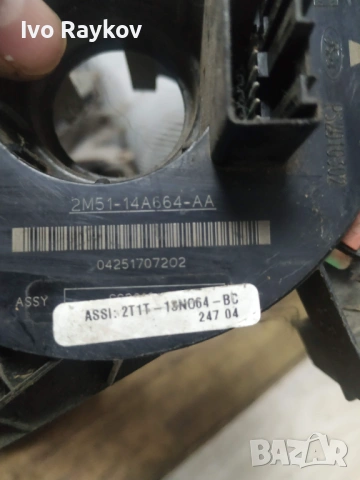 Ivo Raykov
2M51-14A664-AA
04251707202
ASSY
ASSI: 2T1T-13N064-BC
247 04
BAZAR